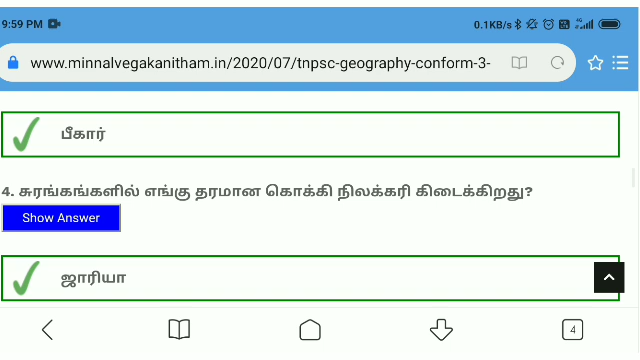 9:59 PM
0.1KB/s
www.minnalvegakanitham.in/2020/07/tnpsc-geography-conform-3-
பீகார்
4. சுரங்கங்களில் எங்கு தரமான கொக்கி நிலக்கரி கிடைக்கிறது?
Show Answer
ஜாரியா
4